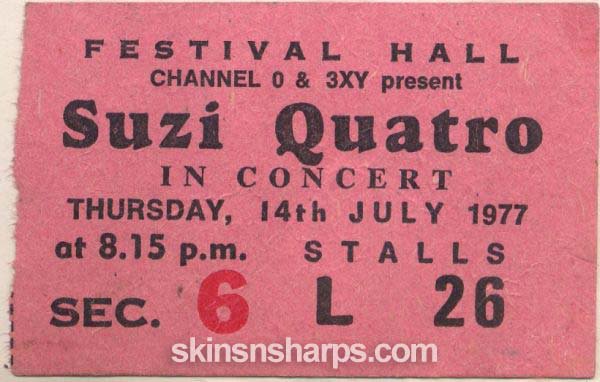 FESTIVAL HALL
CHANNEL 0 & 3XY present
Suzi Quatro
IN CONCERT
THURSDAY, 14th JULY 1977
at 8.15 p.m. STALLS
SEC. 6 L 26
skinsnsharps.com